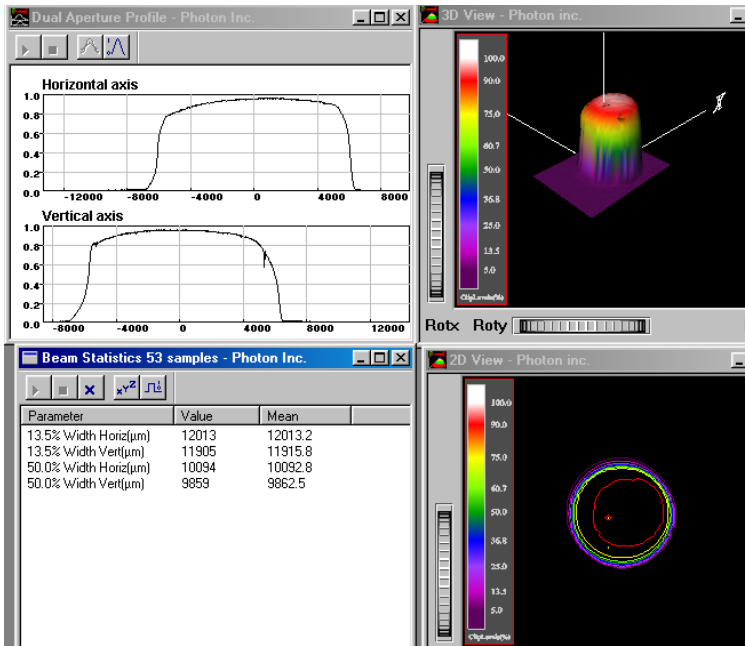 Dual Aperture Profile - Photon Inc.
Horizontal axis
1.0
0.8
0.6
0.4
0.2
0.0
-12000 -8000 -4000 0 4000 8000
Vertical axis
1.0
0.8
0.6
0.4
0.2
0.0
-8000 -4000 0 4000 8000 12000
3D View - Photon inc.
100.0
90.0
75.0
60.7
50.0
36.8
25.0
13.5
5.0
ClipLevels(%)
Rotx Roty
Beam Statistics 53 samples - Photon Inc.
Parameter Value Mean
13.5% Width Horiz(µm) 12013 12013.2
13.5% Width Vert(µm) 11905 11915.8
50.0% Width Horiz(µm) 10094 10092.8
50.0% Width Vert(µm) 9859 9862.5
2D View - Photon inc.
100.0
90.0
75.0
60.7
50.0
36.8
25.0
13.5
5.0
ClipLevels(%)